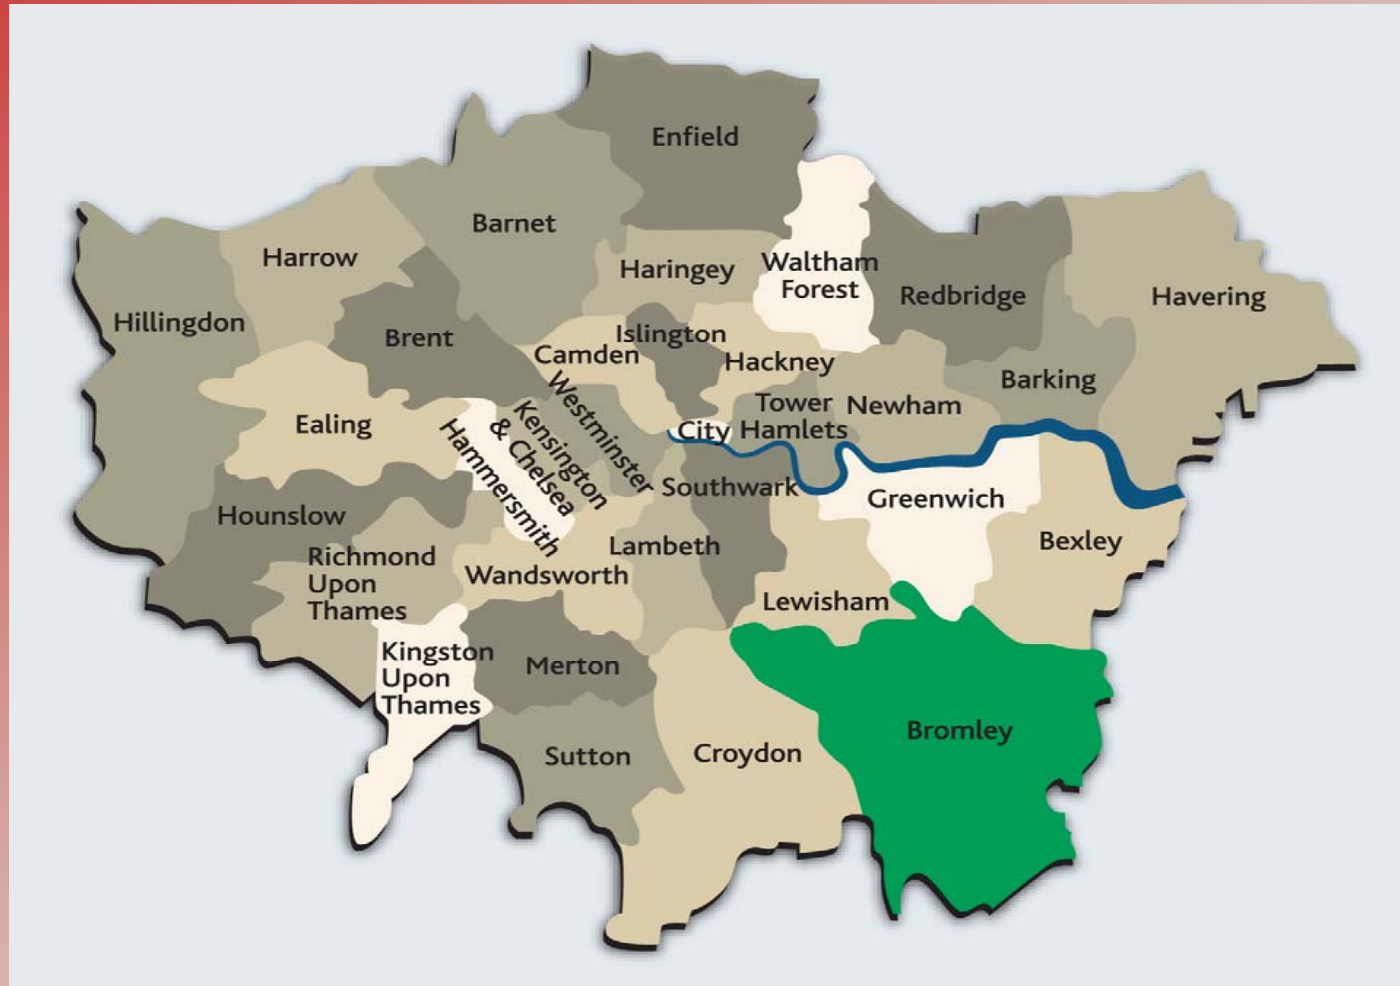 Enfield
Barnet
Harrow
Haringey
Waltham
Forest
Redbridge
Havering
Hillingdon
Brent
Islington
Camden
Hackney
Barking
Westminster
Tower
Hamlets
Newham
Ealing
Kensington
& Chelsea
City
Hammersmith
Southwark
Greenwich
Hounslow
Bexley
Richmond
Upon
Thames
Lambeth
Wandsworth
Lewisham
Kingston
Upon
Thames
Merton
Bromley
Sutton
Croydon